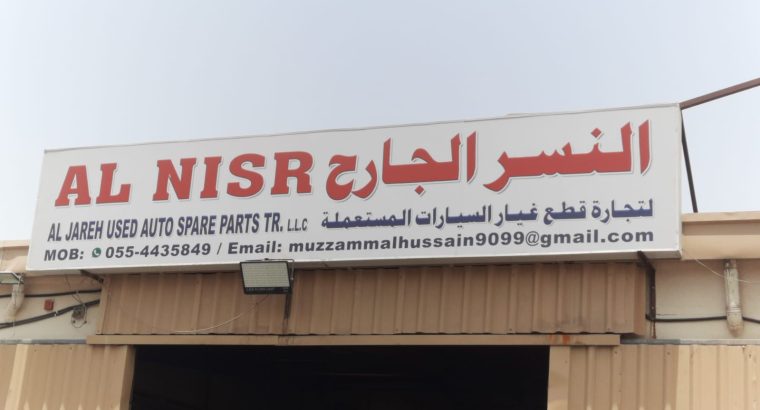 AL NISR النسر الجارح
AL JAREH USED AUTO SPARE PARTS TR. L.L.C لتجارة قطع غيار السيارات المستعملة
MOB: 055-4435849 / Email: muzzammalhussain9099@gmail.com